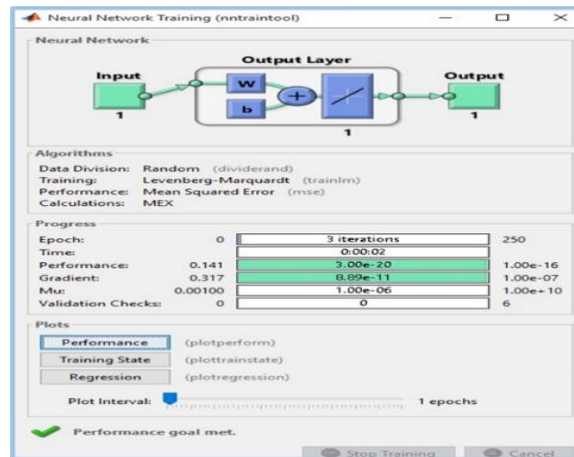 Neural Network Training (nntraintool)
Neural Network
Output Layer
Input
Output
W
b
+
1
1
1
Algorithms
Data Division: Random (dividerand)
Training: Levenberg-Marquardt (trainlm)
Performance: Mean Squared Error (mse)
Calculations: MEX
Progress
Epoch: 0 3 iterations 250
Time: 0:00:02
Performance: 0.141 3.00e-20 1.00e-16
Gradient: 0.317 8.89e-11 1.00e-07
Mu: 0.00100 1.00e-06 1.00e+10
Validation Checks: 0 0 6
Plots
Performance (plotperform)
Training State (plottrainstate)
Regression (plotregression)
Plot Interval: 1 epochs
Performance goal met.
Stop Training Cancel